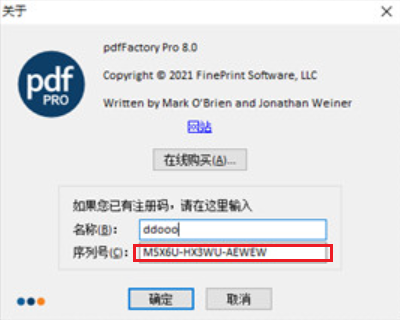 关于
pdfFactory Pro 8.0
Copyright © 2021 FinePrint Software, LLC
Written by Mark O'Brien and Jonathan Weiner
pdf
PRO
网站
在线购买(A)...
如果您已有注册码，请在这里输入
名称(B)：
ddooo
序列号(C)：
M5X6U-HX3WU-AEWEW
确定
取消